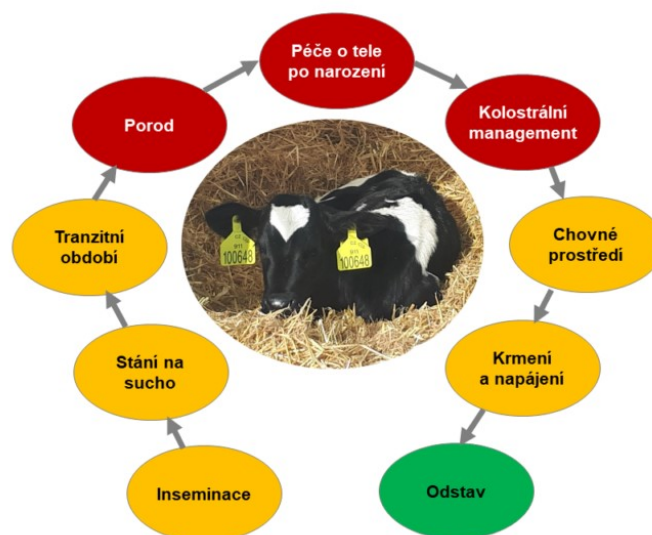 Péče o tele
po narození
Porod
Kolostrální
management
Tranzitní
období
Chovné
prostředí
100648
100648
Stání na
sucho
Krmení
a napájení
Inseminace
Odstav